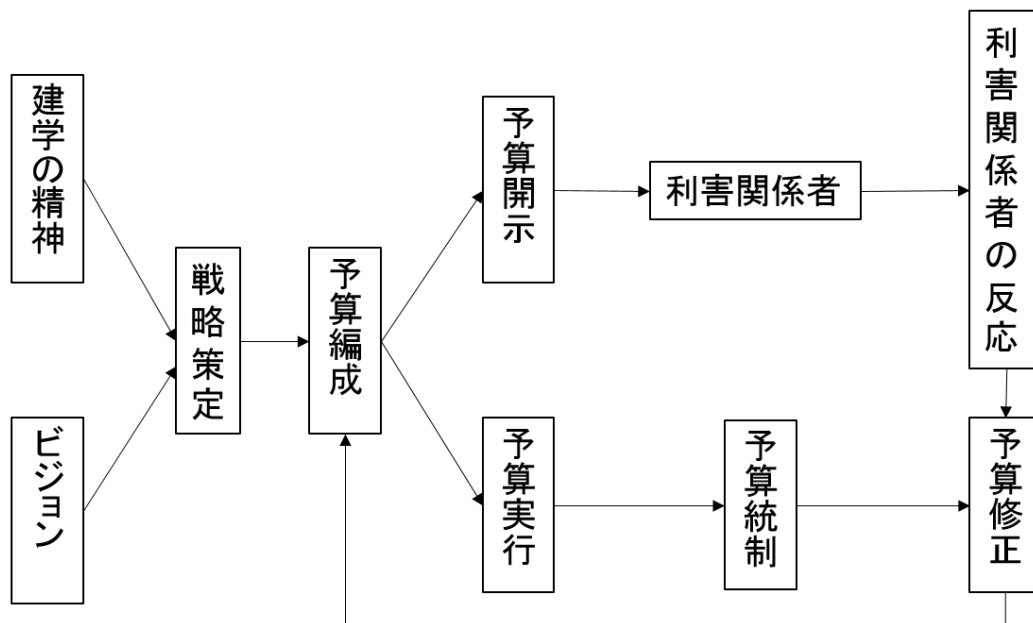 建学の精神
ビジョン
戦略策定
予算編成
予算開示
利害関係者
利害関係者の反応
予算実行
予算統制
予算修正